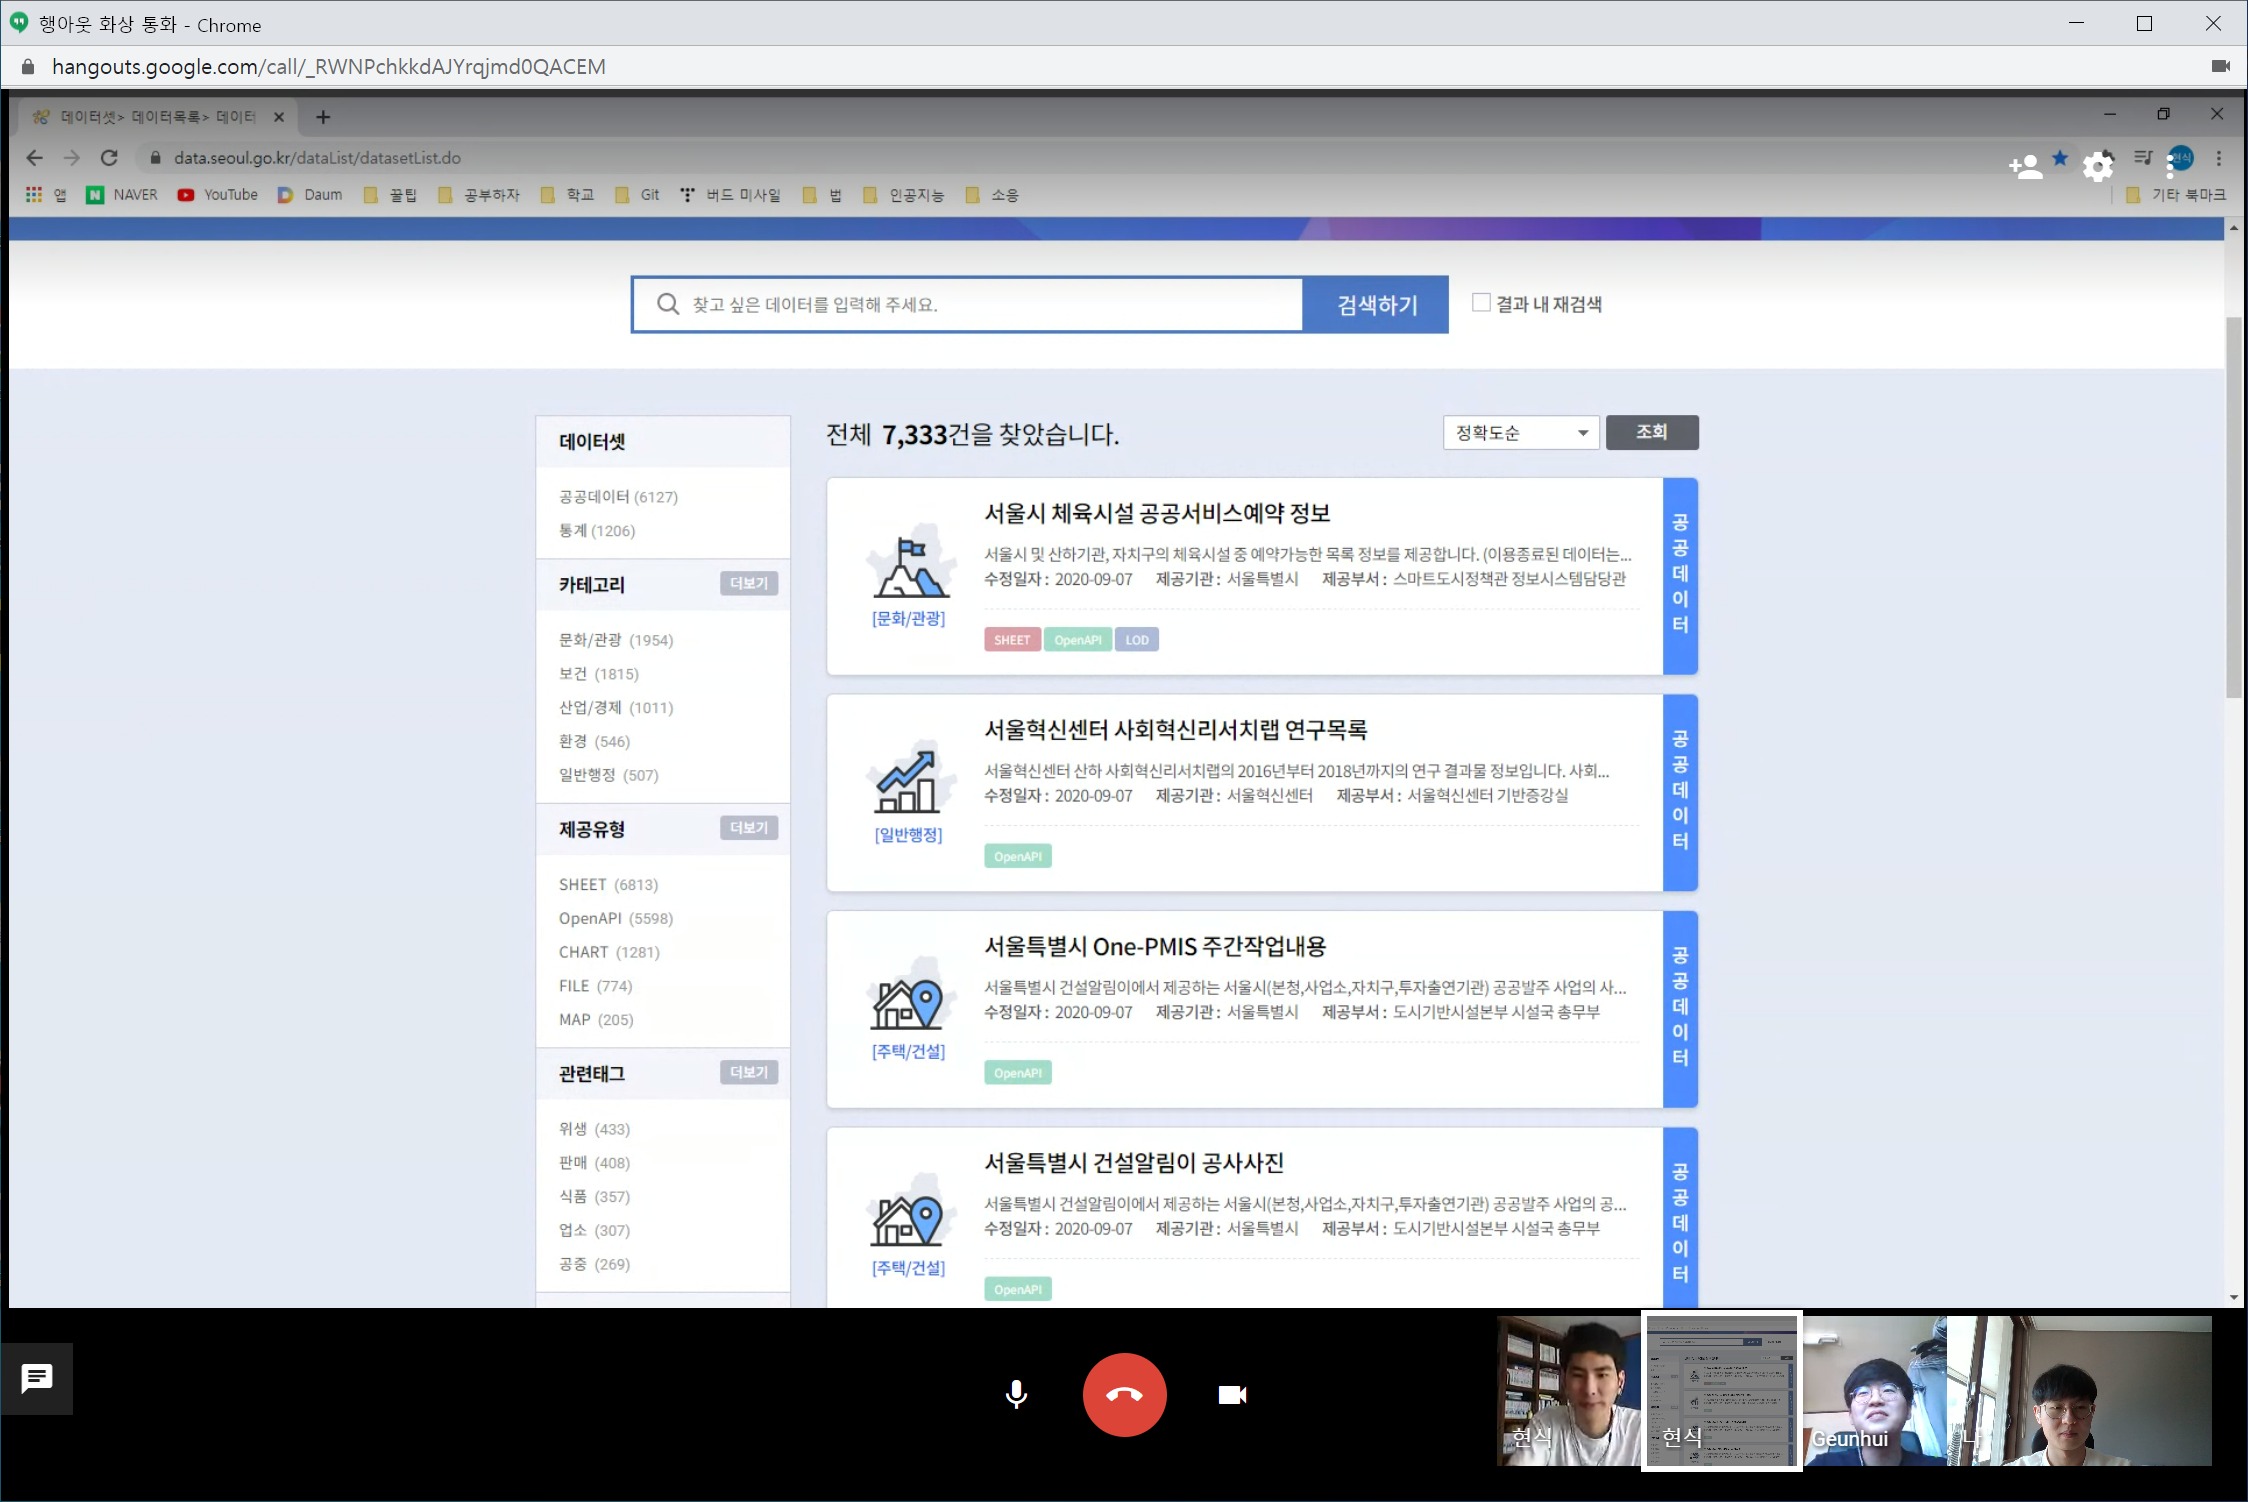 행아웃 화상 통화 - Chrome
hangouts.google.com/call/_RWNPchkkdAJYrqjmd0QACEM
데이터셋> 데이터목록> 데이터
data.seoul.go.kr/dataList/datasetList.do
현식
앱 NAVER YouTube Daum 꿀팁 공부하자 학교 Git 버드 미사일 법 인공지능 소응 기타 북마크
찾고 싶은 데이터를 입력해 주세요. 검색하기 결과 내 재검색
데이터셋
공공데이터 (6127)
통계 (1206)
카테고리 더보기
문화/관광 (1954)
보건 (1815)
산업/경제 (1011)
환경 (546)
일반행정 (507)
제공유형 더보기
SHEET (6813)
OpenAPI (5598)
CHART (1281)
FILE (774)
MAP (205)
관련태그 더보기
위생 (433)
판매 (408)
식품 (357)
업소 (307)
공중 (269)
전체 7,333건을 찾았습니다. 정확도순 조회
서울시 체육시설 공공서비스예약 정보
서울시 및 산하기관, 자치구의 체육시설 중 예약가능한 목록 정보를 제공합니다. (이용종료된 데이터는...
수정일자 : 2020-09-07 제공기관 : 서울특별시 제공부서 : 스마트도시정책관 정보시스템담당관
[문화/관광]
SHEET OpenAPI LOD
공공데이터
서울혁신센터 사회혁신리서치랩 연구목록
서울혁신센터 산하 사회혁신리서치랩의 2016년부터 2018년까지의 연구 결과물 정보입니다. 사회...
수정일자 : 2020-09-07 제공기관 : 서울혁신센터 제공부서 : 서울혁신센터 기반증강실
[일반행정]
OpenAPI
공공데이터
서울특별시 One-PMIS 주간작업내용
서울특별시 건설알림이에서 제공하는 서울시(본청,사업소,자치구,투자출연기관) 공공발주 사업의 사...
수정일자 : 2020-09-07 제공기관 : 서울특별시 제공부서 : 도시기반시설본부 시설국 총무부
[주택/건설]
OpenAPI
공공데이터
서울특별시 건설알림이 공사사진
서울특별시 건설알림이에서 제공하는 서울시(본청,사업소,자치구,투자출연기관) 공공발주 사업의 공...
수정일자 : 2020-09-07 제공기관 : 서울특별시 제공부서 : 도시기반시설본부 시설국 총무부
[주택/건설]
OpenAPI
공공데이터
현식 현식 Geunhui 나